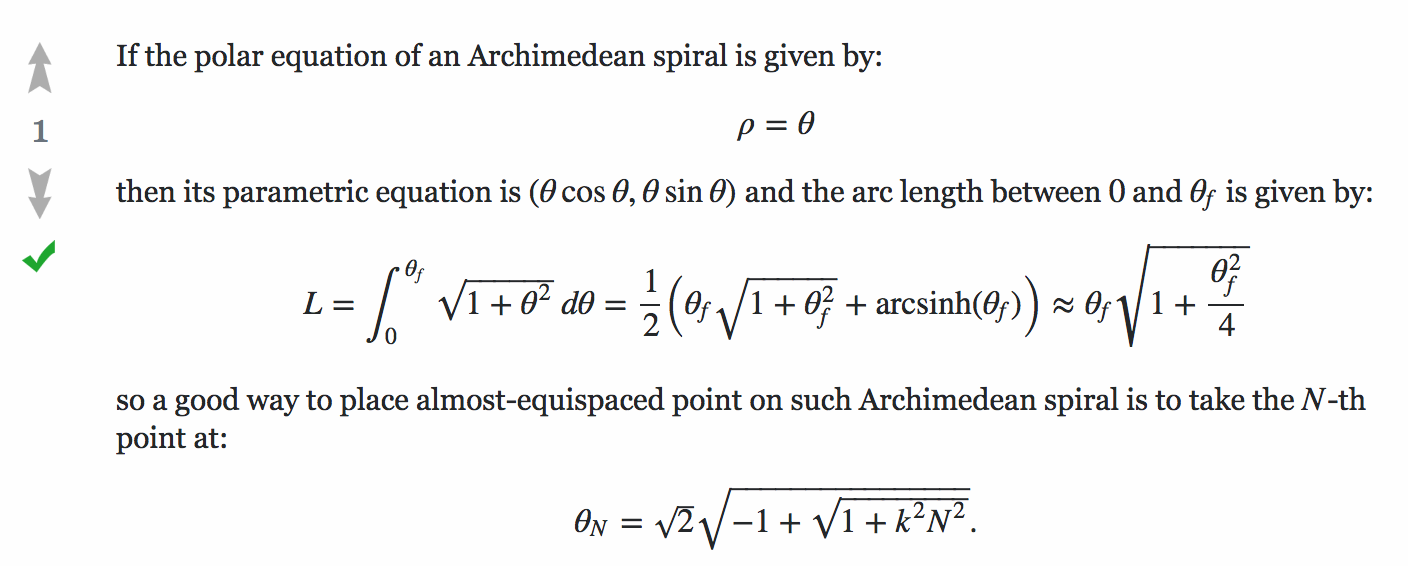 If the polar equation of an Archimedean spiral is given by:
ρ = θ
1
then its parametric equation is (θ cos θ, θ sin θ) and the arc length between 0 and θ_f is given by:
L = ∫₀^{θ_f} √(1 + θ²) dθ = 1/2 (θ_f √(1 + θ_f²) + arcsinh(θ_f)) ≈ θ_f √(1 + θ_f²/4)
so a good way to place almost-equispaced point on such Archimedean spiral is to take the N-th
point at:
θ_N = √2 √(−1 + √(1 + k²N²)).